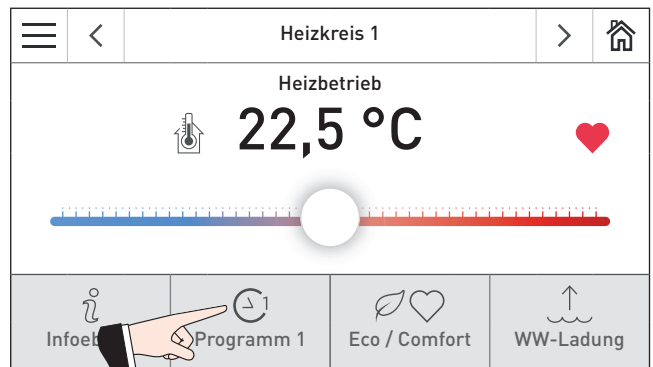 Heizkreis 1
Heizbetrieb
22,5 °C
1
Programm 1
Eco / Comfort
WW-Ladung